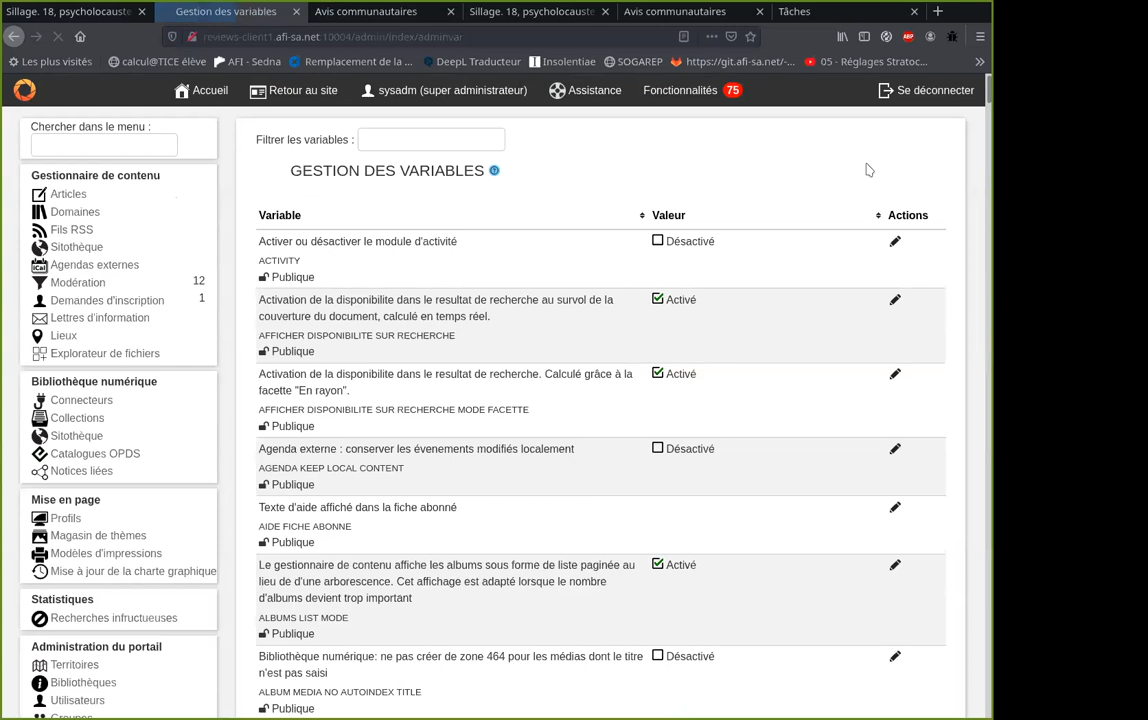 Sillage. 18, psycholocauste
Gestion des variables
Avis communautaires
Sillage. 18, psycholocauste
Avis communautaires
Tâches
reviews-client1.afi-sa.net:10004/admin/index/adminvar
Les plus visités
calcul@TICE élève
AFI - Sedna
Remplacement de la ...
DeepL Traducteur
Insolentiae
SOGAREP
https://git.afi-sa.net/-...
05 - Réglages Stratoc...
Accueil
Retour au site
sysadm (super administrateur)
Assistance
Fonctionnalités 75
Se déconnecter
Chercher dans le menu :
Gestionnaire de contenu
Articles
Domaines
Fils RSS
Sitothèque
Agendas externes
Modération 12
Demandes d'inscription 1
Lettres d'information
Lieux
Explorateur de fichiers
Bibliothèque numérique
Connecteurs
Collections
Sitothèque
Catalogues OPDS
Notices liées
Mise en page
Profils
Magasin de thèmes
Modèles d'impressions
Mise à jour de la charte graphique
Statistiques
Recherches infructueuses
Administration du portail
Territoires
Bibliothèques
Utilisateurs
Groupes
Filtrer les variables :
GESTION DES VARIABLES
Variable Valeur Actions
Activer ou désactiver le module d'activité Désactivé
ACTIVITY
Publique
Activation de la disponibilite dans le resultat de recherche au survol de la Activé
couverture du document, calculé en temps réel.
AFFICHER DISPONIBILITE SUR RECHERCHE
Publique
Activation de la disponibilite dans le resultat de recherche. Calculé grâce à la Activé
facette "En rayon".
AFFICHER DISPONIBILITE SUR RECHERCHE MODE FACETTE
Publique
Agenda externe : conserver les évenements modifiés localement Désactivé
AGENDA KEEP LOCAL CONTENT
Publique
Texte d'aide affiché dans la fiche abonné
AIDE FICHE ABONNE
Publique
Le gestionnaire de contenu affiche les albums sous forme de liste paginée au Activé
lieu de d'une arborescence. Cet affichage est adapté lorsque le nombre
d'albums devient trop important
ALBUMS LIST MODE
Publique
Bibliothèque numérique: ne pas créer de zone 464 pour les médias dont le titre Désactivé
n'est pas saisi
ALBUM MEDIA NO AUTOINDEX TITLE
Publique